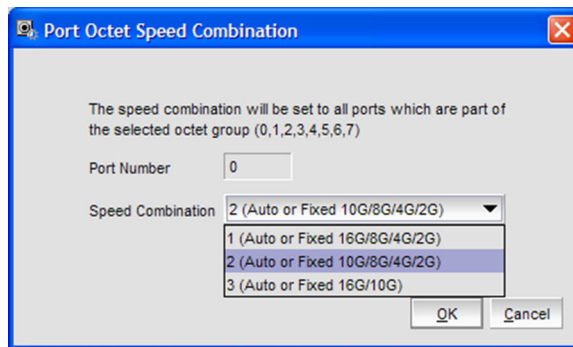 Port Octet Speed Combination
The speed combination will be set to all ports which are part of
the selected octet group (0,1,2,3,4,5,6,7)
Port Number 0
Speed Combination 2 (Auto or Fixed 10G/8G/4G/2G)
1 (Auto or Fixed 16G/8G/4G/2G)
2 (Auto or Fixed 10G/8G/4G/2G)
3 (Auto or Fixed 16G/10G)
OK Cancel